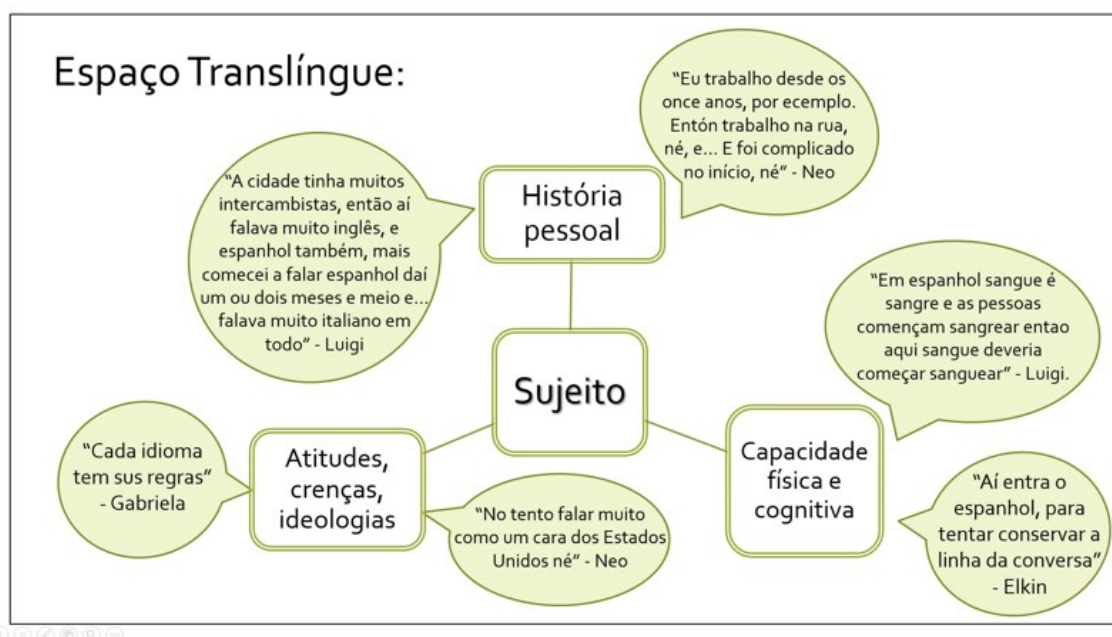 Espaço Translíngue:
“Eu trabalho desde os
once anos, por ecemplo.
Entón trabalho na rua,
né, e... E foi complicado
no início, né” - Neo
“A cidade tinha muitos
intercambistas, então aí
falava muito inglês, e
espanhol também, mais
comecei a falar espanhol daí
um ou dois meses e meio e...
falava muito italiano em
todo” - Luigi
História
pessoal
“Em espanhol sangue é
sangre e as pessoas
començam sangrear entao
aqui sangue deveria
começar sanguear” - Luigi.
Sujeito
“Cada idioma
tem sus regras”
- Gabriela
Atitudes,
crenças,
ideologias
“No tento falar muito
como um cara dos Estados
Unidos né” - Neo
Capacidade
física e
cognitiva
“Aí entra o
espanhol, para
tentar conservar a
linha da conversa”
- Elkin